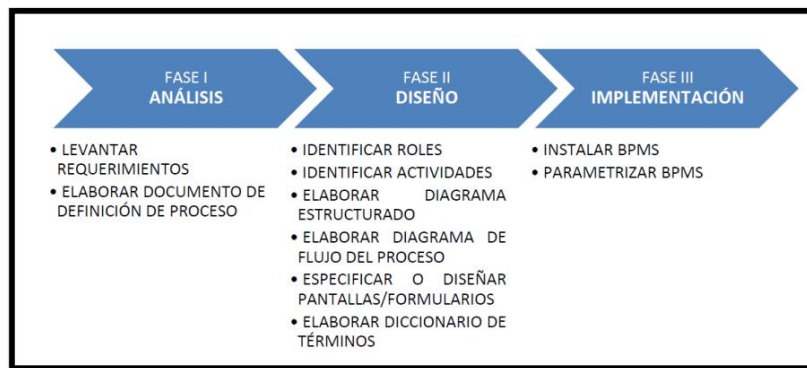 FASE I
ANÁLISIS
• LEVANTAR
REQUERIMIENTOS
• ELABORAR DOCUMENTO DE
DEFINICIÓN DE PROCESO
FASE II
DISEÑO
• IDENTIFICAR ROLES
• IDENTIFICAR ACTIVIDADES
• ELABORAR DIAGRAMA
ESTRUCTURADO
• ELABORAR DIAGRAMA DE
FLUJO DEL PROCESO
• ESPECIFICAR O DISEÑAR
PANTALLAS/FORMULARIOS
• ELABORAR DICCIONARIO DE
TÉRMINOS
FASE III
IMPLEMENTACIÓN
• INSTALAR BPMS
• PARAMETRIZAR BPMS